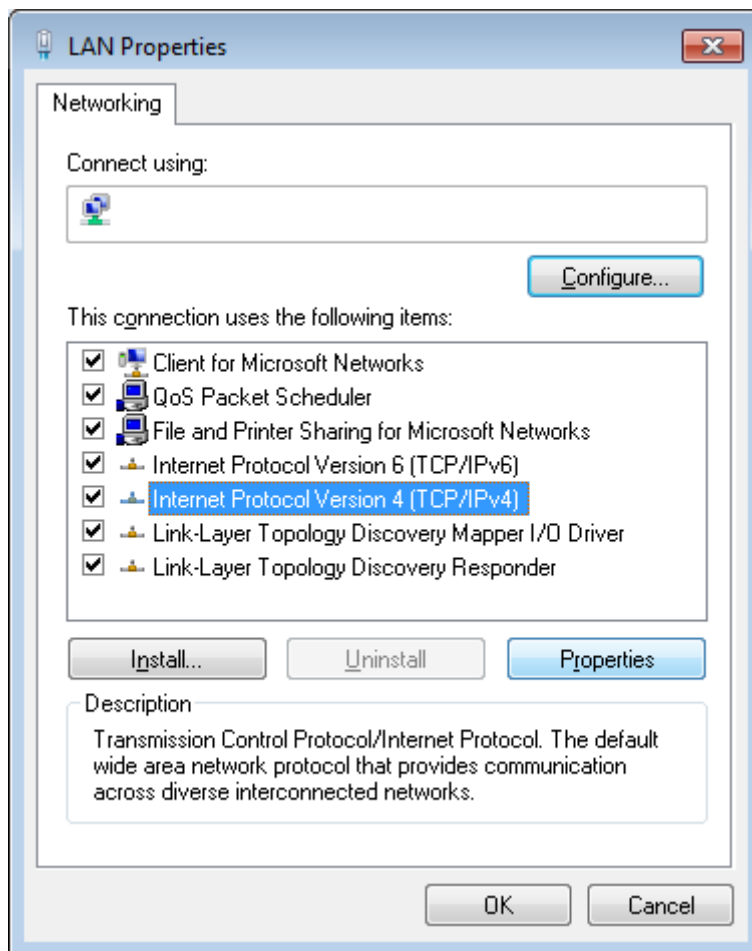 LAN Properties
Networking
Connect using:
Configure...
This connection uses the following items:
Client for Microsoft Networks
QoS Packet Scheduler
File and Printer Sharing for Microsoft Networks
Internet Protocol Version 6 (TCP/IPv6)
Internet Protocol Version 4 (TCP/IPv4)
Link-Layer Topology Discovery Mapper I/O Driver
Link-Layer Topology Discovery Responder
Install...
Uninstall
Properties
Description
Transmission Control Protocol/Internet Protocol. The default
wide area network protocol that provides communication
across diverse interconnected networks.
OK
Cancel